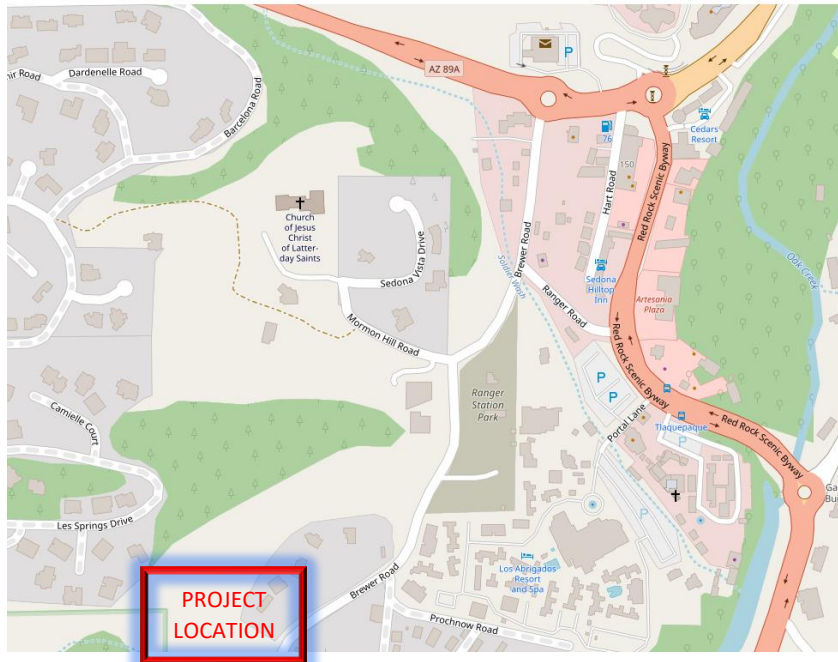 AZ 89A
Dardenelle Road
Barcelona Road
Road
76
Cedars
Resort
150
Church
of Jesus
Christ
of Latter-
day Saints
Hart Road
Red Rock Scenic Byway
Brewer Road
Sedona Vista Drive
Soldier Wash
Oak Creek
Sedona
Hilltop
Inn
Ranger Road
Artesania
Plaza
Mormon Hill Road
Red Rock Scenic Byway
P
P
P
Ranger
Station
Park
Camielle Court
Portal Lane
Tlaquepaque
P
Red Rock Scenic Byway
Les Springs Drive
P
Los Abrigados
Resort
and Spa
Brewer Road
Prochnow Road
PROJECT
LOCATION